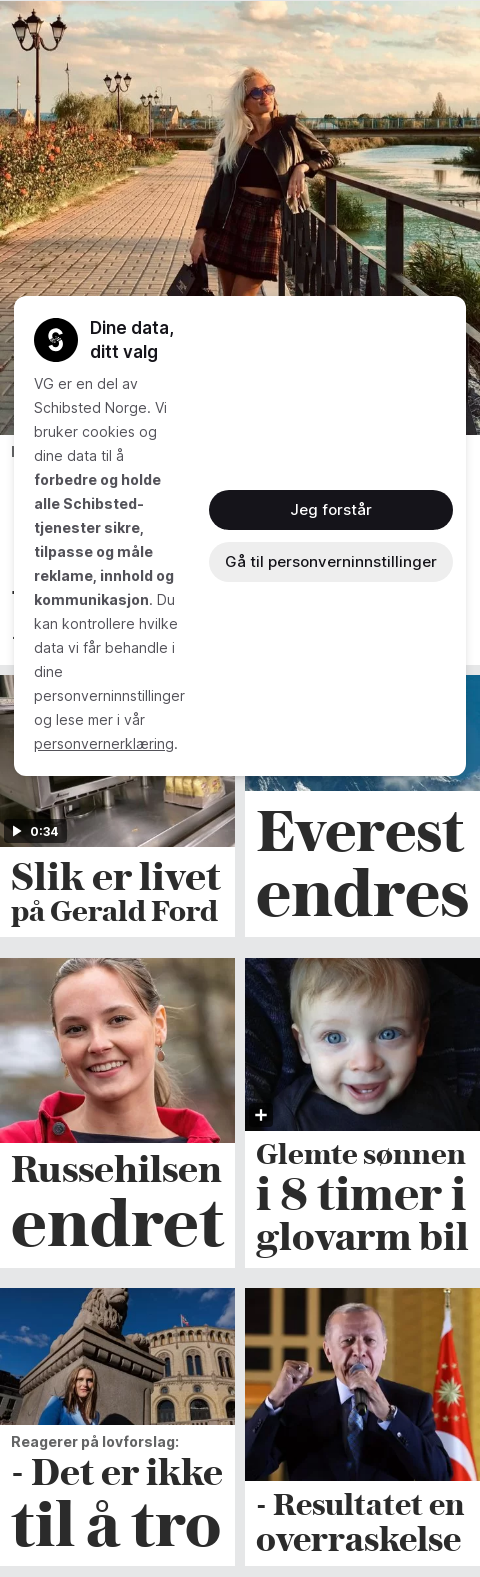 Dine data,
ditt valg
VG er en del av
Schibsted Norge. Vi
bruker cookies og
dine data til å
forbedre og holde
alle Schibsted-
tjenester sikre,
tilpasse og måle
reklame, innhold og
kommunikasjon. Du
kan kontrollere hvilke
data vi får behandle i
dine
personverninnstillinger
og lese mer i vår
personvernerklæring.
Jeg forstår
Gå til personverninnstillinger
0:34
Slik er livet
på Gerald Ford
Everest
endres
Russehilsen
endret
Glemte sønnen
i 8 timer i
glovarm bil
Reagerer på lovforslag:
- Det er ikke
til å tro
- Resultatet en
overraskelse